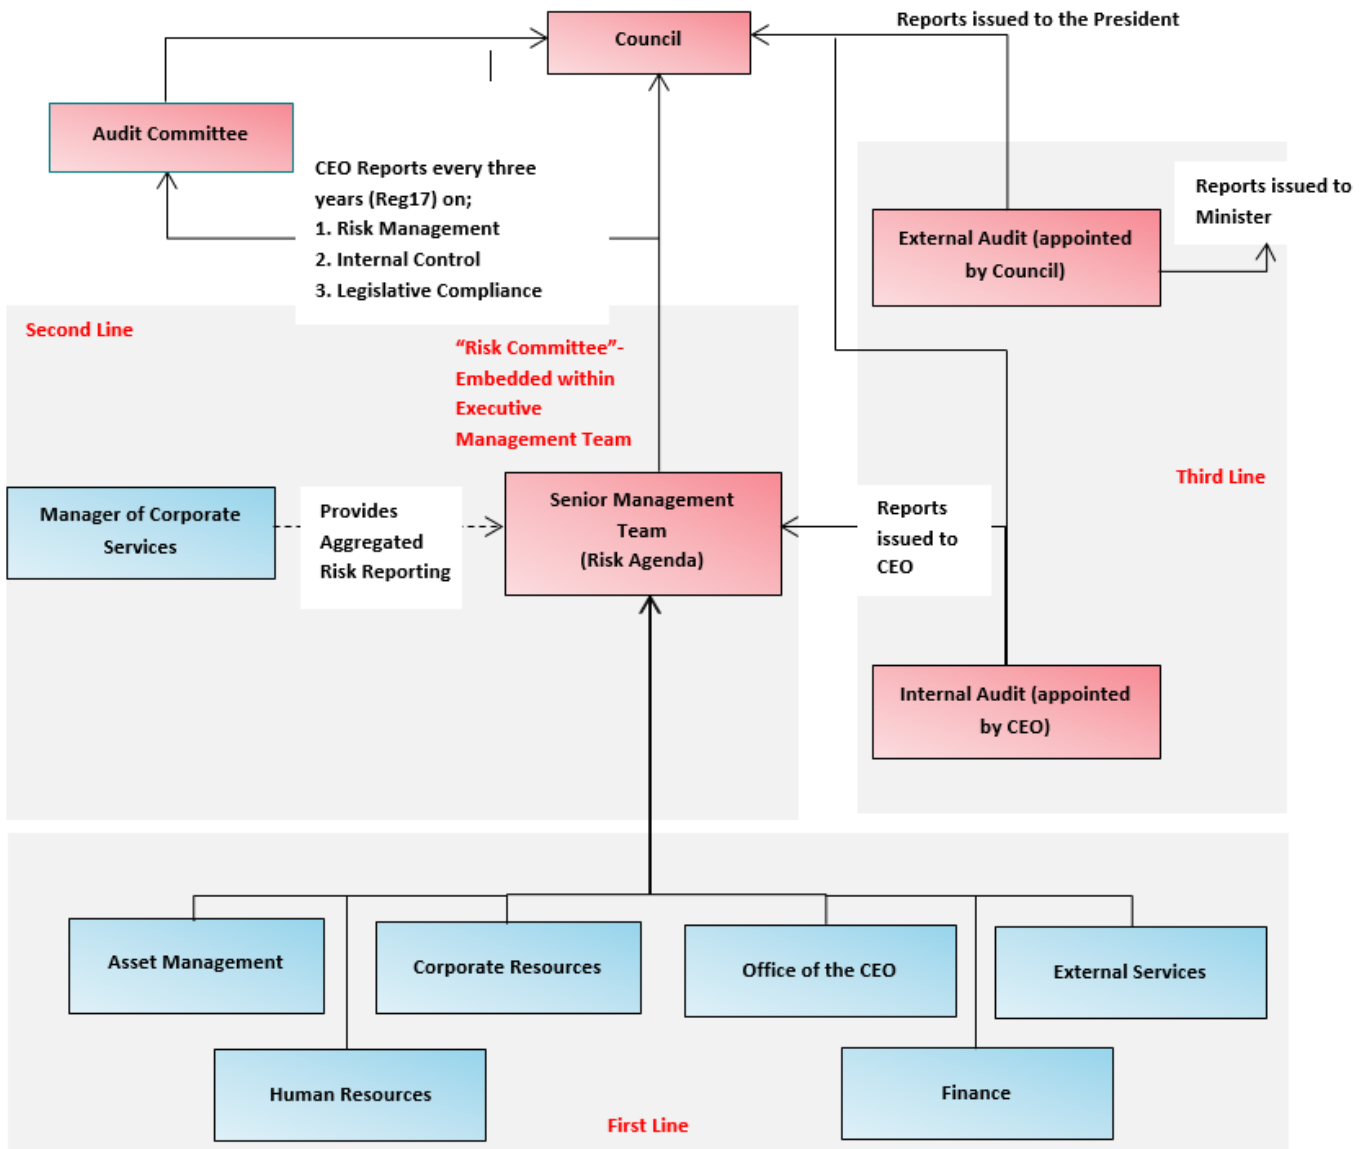 Council
Reports issued to the President
Audit Committee
CEO Reports every three
years (Reg17) on;
1. Risk Management
2. Internal Control
3. Legislative Compliance
Reports issued to
Minister
External Audit (appointed
by Council)
Second Line
“Risk Committee”-
Embedded within
Executive
Management Team
Third Line
Manager of Corporate
Services
Provides
Aggregated
Risk Reporting
Senior Management
Team
(Risk Agenda)
Reports
issued to
CEO
Internal Audit (appointed
by CEO)
Asset Management
Corporate Resources
Office of the CEO
External Services
Human Resources
Finance
First Line